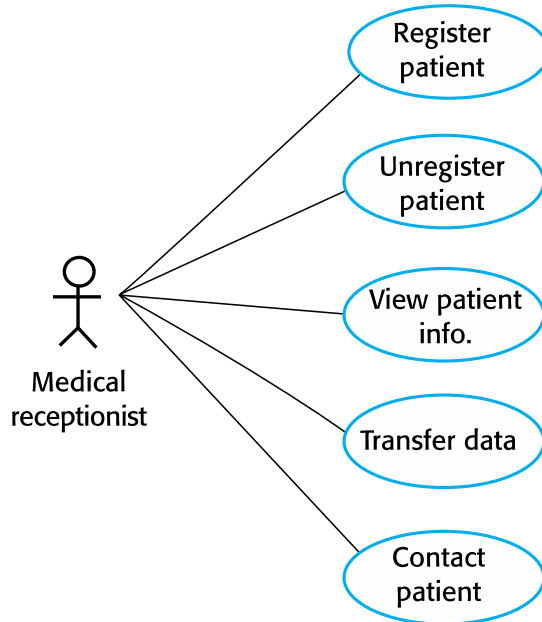 Register
patient
Unregister
patient
View patient
info.
Medical
receptionist
Transfer data
Contact
patient